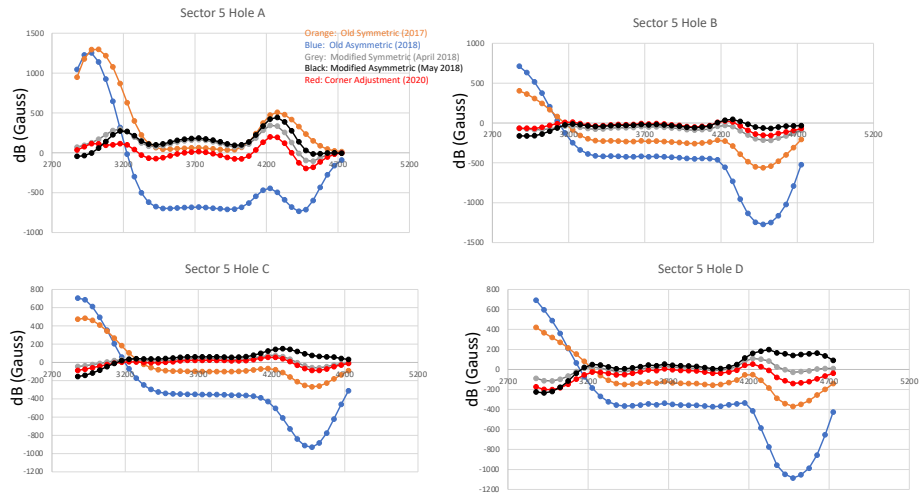 Sector 5 Hole A
Orange: Old Symmetric (2017)
Blue: Old Asymmetric (2018)
Grey: Modified Symmetric (April 2018)
Black: Modified Asymmetric (May 2018)
Red: Corner Adjustment (2020)
dB (Gauss)
1500
1000
500
0
-500
-1000
2700 3200 3700 4200 4700 5200
Sector 5 Hole B
dB (Gauss)
1000
500
0
-500
-1000
-1500
2700 3200 3700 4200 4700 5200
Sector 5 Hole C
dB (Gauss)
800
600
400
200
0
-200
-400
-600
-800
-1000
-1200
2700 3200 3700 4200 4700 5200
Sector 5 Hole D
dB (Gauss)
800
600
400
200
0
-200
-400
-600
-800
-1000
-1200
2700 3200 3700 4200 4700 5200